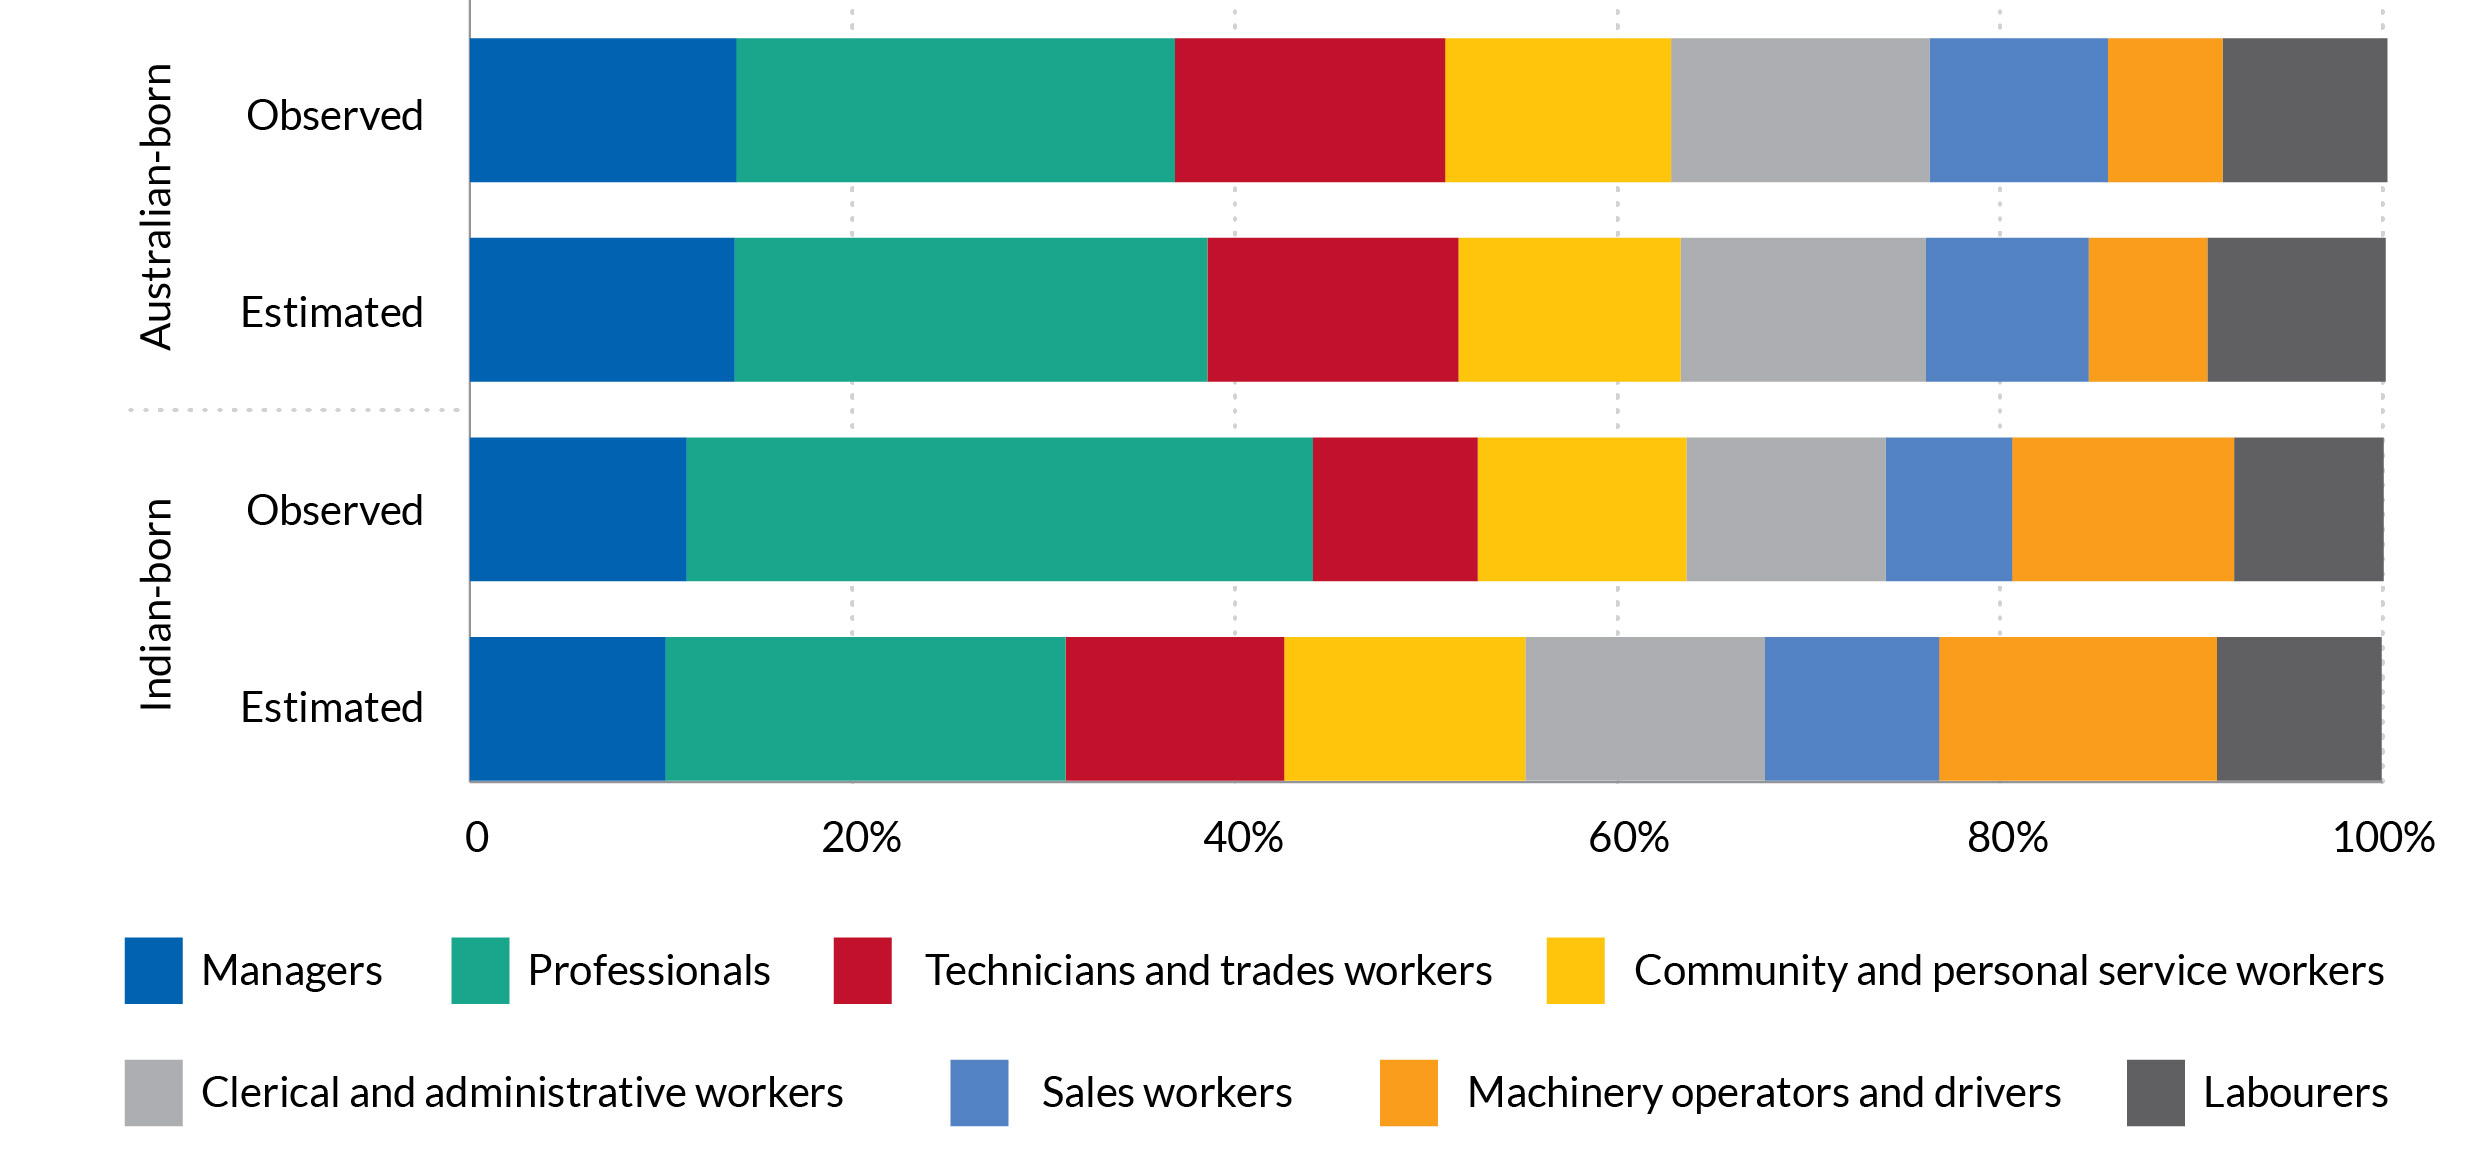 Australian-born
Observed
Estimated
Indian-born
Observed
Estimated
0 20% 40% 60% 80% 100%
Managers Professionals Technicians and trades workers Community and personal service workers
Clerical and administrative workers Sales workers Machinery operators and drivers Labourers